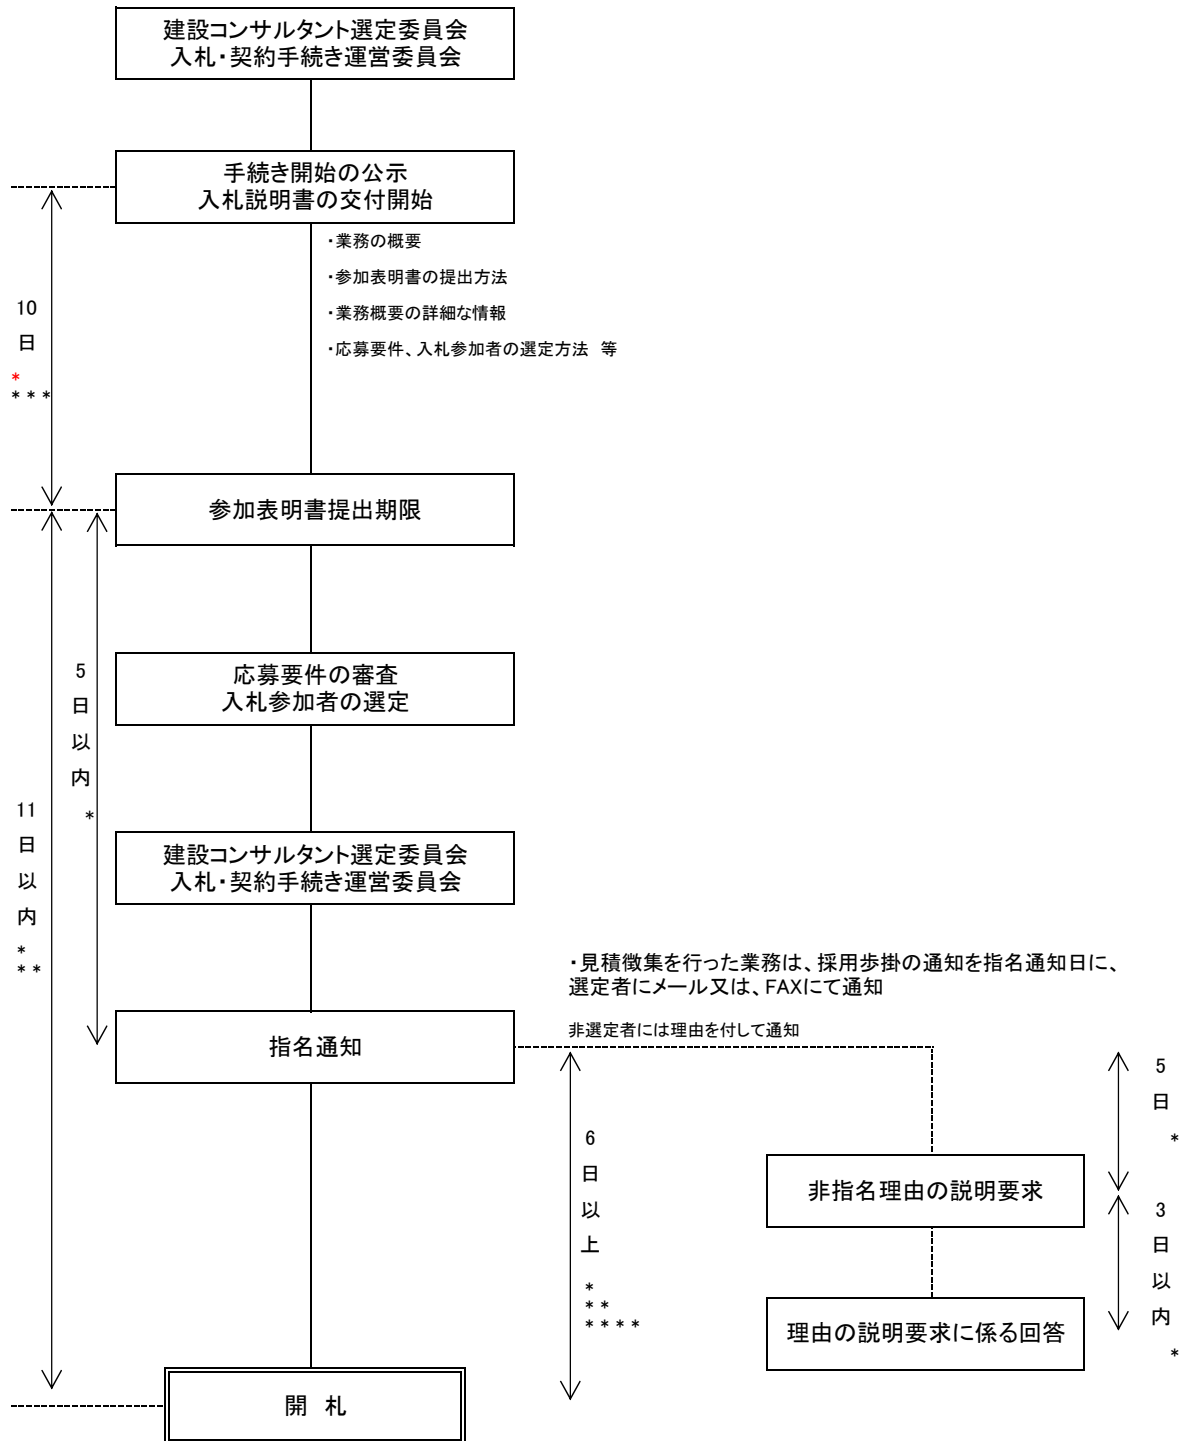 建設コンサルタント選定委員会
入札・契約手続き運営委員会
手続き開始の公示
入札説明書の交付開始
・業務の概要
・参加表明書の提出方法
・業務概要の詳細な情報
・応募要件、入札参加者の選定方法　等
10
日
*
***
参加表明書提出期限
5
日
以
内
*
応募要件の審査
入札参加者の選定
11
日
以
内
*
**
建設コンサルタント選定委員会
入札・契約手続き運営委員会
・見積徴集を行った業務は、採用歩掛の通知を指名通知日に、
選定者にメール又は、FAXにて通知
非選定者には理由を付して通知
指名通知
6
日
以
上
*
**
****
5
日
*
非指名理由の説明要求
3
日
以
内
*
理由の説明要求に係る回答
開　札